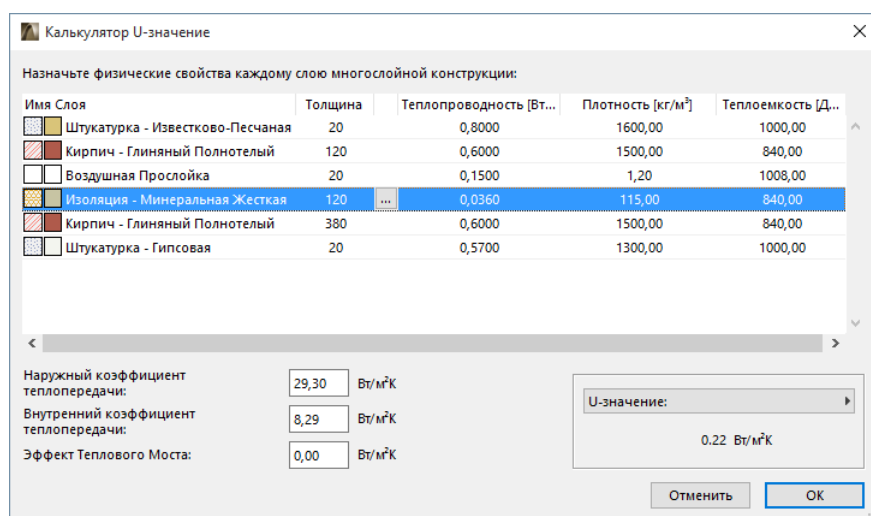 Калькулятор U-значение
Назначьте физические свойства каждому слою многослойной конструкции:
Имя Слоя Толщина Теплопроводность [Вт... Плотность [кг/м³] Теплоемкость [Д...
Штукатурка - Известково-Песчаная 20 0,8000 1600,00 1000,00
Кирпич - Глиняный Полнотелый 120 0,6000 1500,00 840,00
Воздушная Прослойка 20 0,1500 1,20 1008,00
Изоляция - Минеральная Жесткая 120 ... 0,0360 115,00 840,00
Кирпич - Глиняный Полнотелый 380 0,6000 1500,00 840,00
Штукатурка - Гипсовая 20 0,5700 1300,00 1000,00
Наружный коэффициент
теплопередачи: 29,30 Вт/м²К
Внутренний коэффициент
теплопередачи: 8,29 Вт/м²К
Эффект Теплового Моста: 0,00 Вт/м²К
U-значение:
0.22 Вт/м²К
Отменить OK